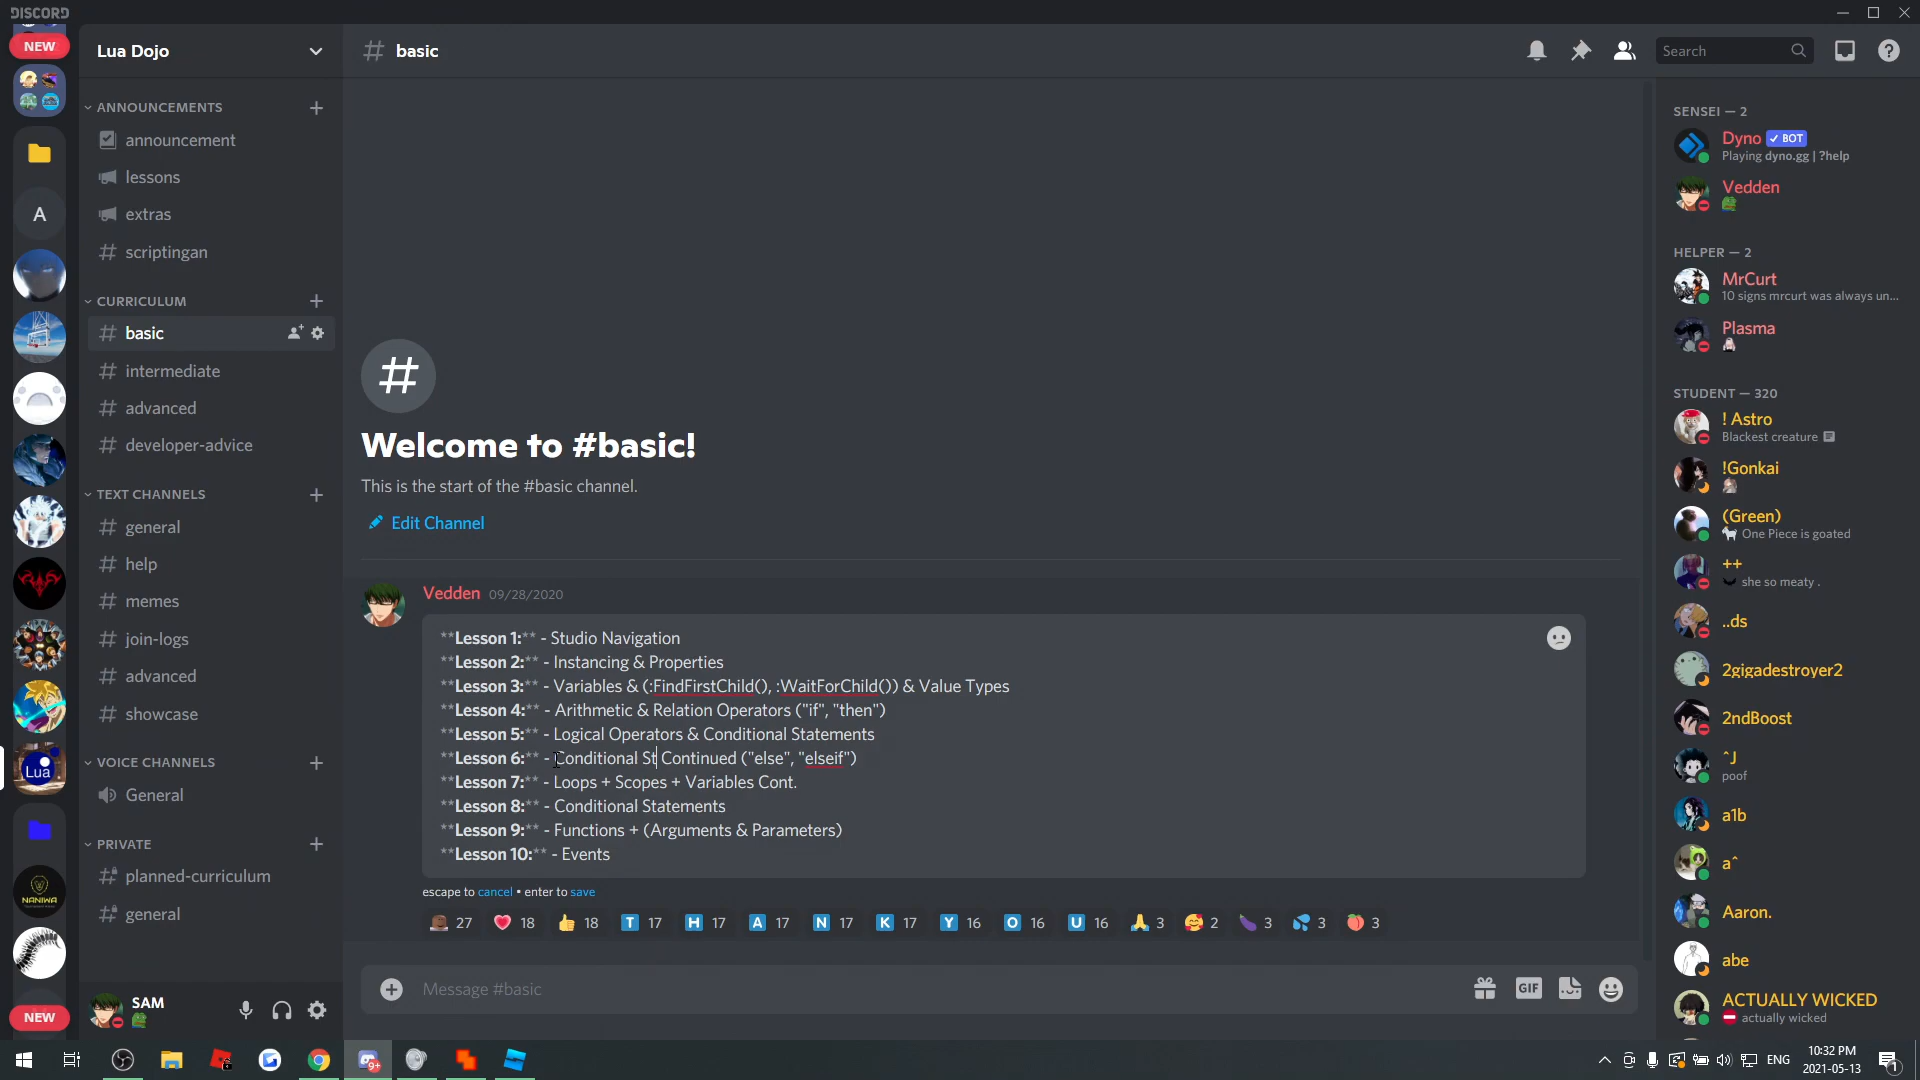 DISCORD
NEW
A
Lua
NANIWA
NEW
Lua Dojo
ANNOUNCEMENTS
announcement
lessons
extras
scriptingan
CURRICULUM
basic
intermediate
advanced
developer-advice
TEXT CHANNELS
general
help
memes
join-logs
advanced
showcase
VOICE CHANNELS
General
PRIVATE
planned-curriculum
general
SAM
# basic
Search
#
Welcome to #basic!
This is the start of the #basic channel.
Edit Channel
Vedden 09/28/2020
**Lesson 1:** - Studio Navigation
**Lesson 2:** - Instancing & Properties
**Lesson 3:** - Variables & (:FindFirstChild(), :WaitForChild()) & Value Types
**Lesson 4:** - Arithmetic & Relation Operators ("if", "then")
**Lesson 5:** - Logical Operators & Conditional Statements
**Lesson 6:** - Conditional St Continued ("else", "elseif")
**Lesson 7:** - Loops + Scopes + Variables Cont.
**Lesson 8:** - Conditional Statements
**Lesson 9:** - Functions + (Arguments & Parameters)
**Lesson 10:** - Events
escape to cancel • enter to save
27 18 18 T 17 H 17 A 17 N 17 K 17 Y 16 O 16 U 16 3 2 3 3 3
Message #basic
GIF
SENSEI — 2
Dyno ✓ BOT
Playing dyno.gg | ?help
Vedden
HELPER — 2
MrCurt
10 signs mrcurt was always un...
Plasma
STUDENT — 320
! Astro
Blackest creature
!Gonkai
(Green)
One Piece is goated
++
she so meaty .
..ds
2gigadestroyer2
2ndBoost
^J
poof
a1b
a^
Aaron.
abe
ACTUALLY WICKED
actually wicked
9+
ENG
10:32 PM
2021-05-13
1